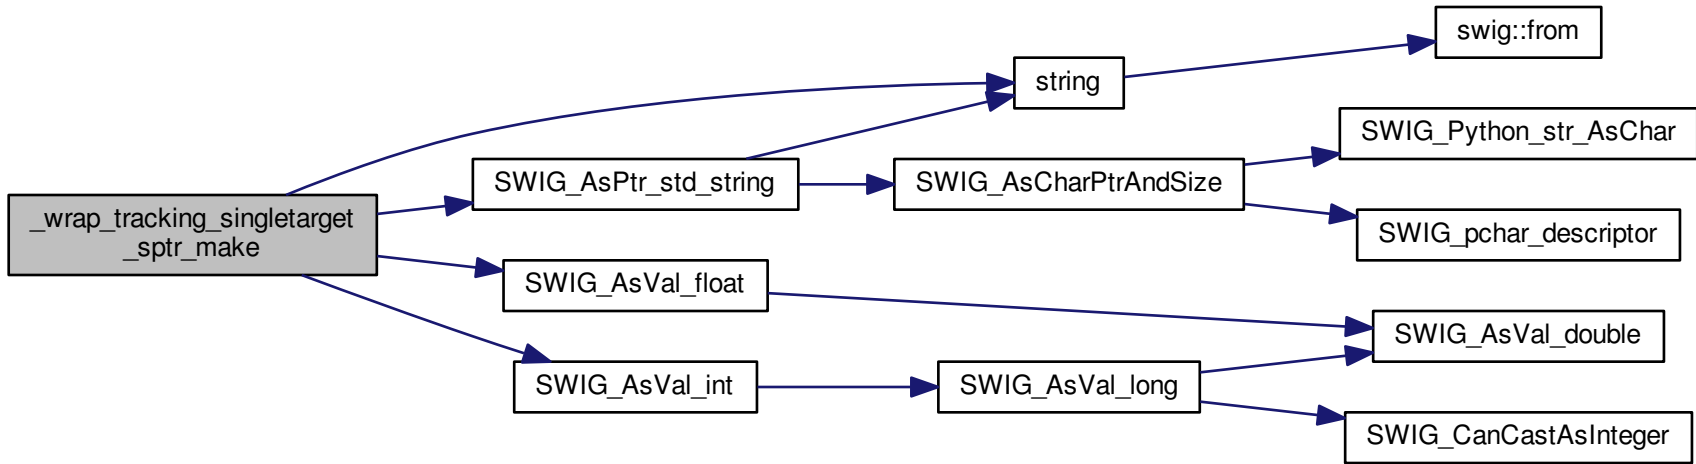 swig::from
string
SWIG_Python_str_AsChar
SWIG_AsPtr_std_string
SWIG_AsCharPtrAndSize
_wrap_tracking_singletarget
_sptr_make
SWIG_pchar_descriptor
SWIG_AsVal_float
SWIG_AsVal_double
SWIG_AsVal_int
SWIG_AsVal_long
SWIG_CanCastAsInteger